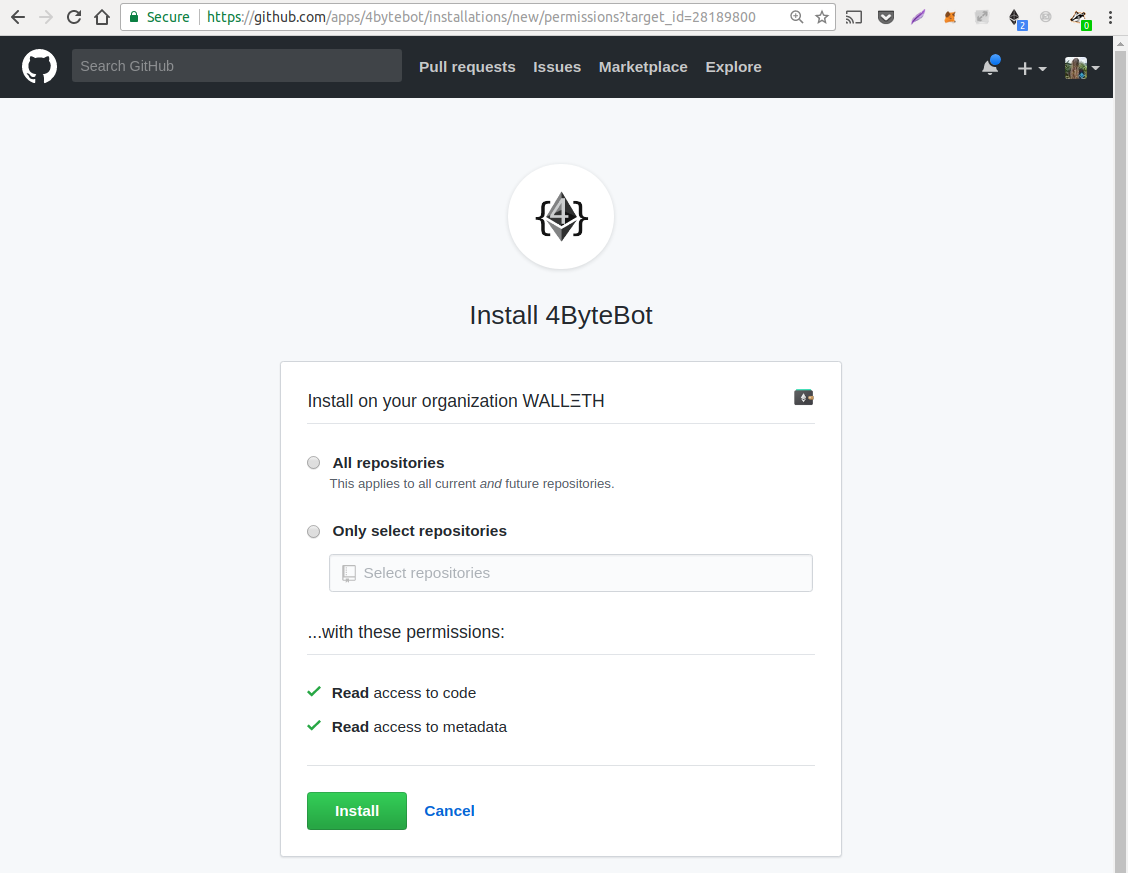 Secure https://github.com/apps/4bytebot/installations/new/permissions?target_id=28189800
2
0
Search GitHub Pull requests Issues Marketplace Explore
{4}
Install 4ByteBot
Install on your organization WALLΞTH
All repositories
This applies to all current and future repositories.
Only select repositories
Select repositories
...with these permissions:
Read access to code
Read access to metadata
Install Cancel